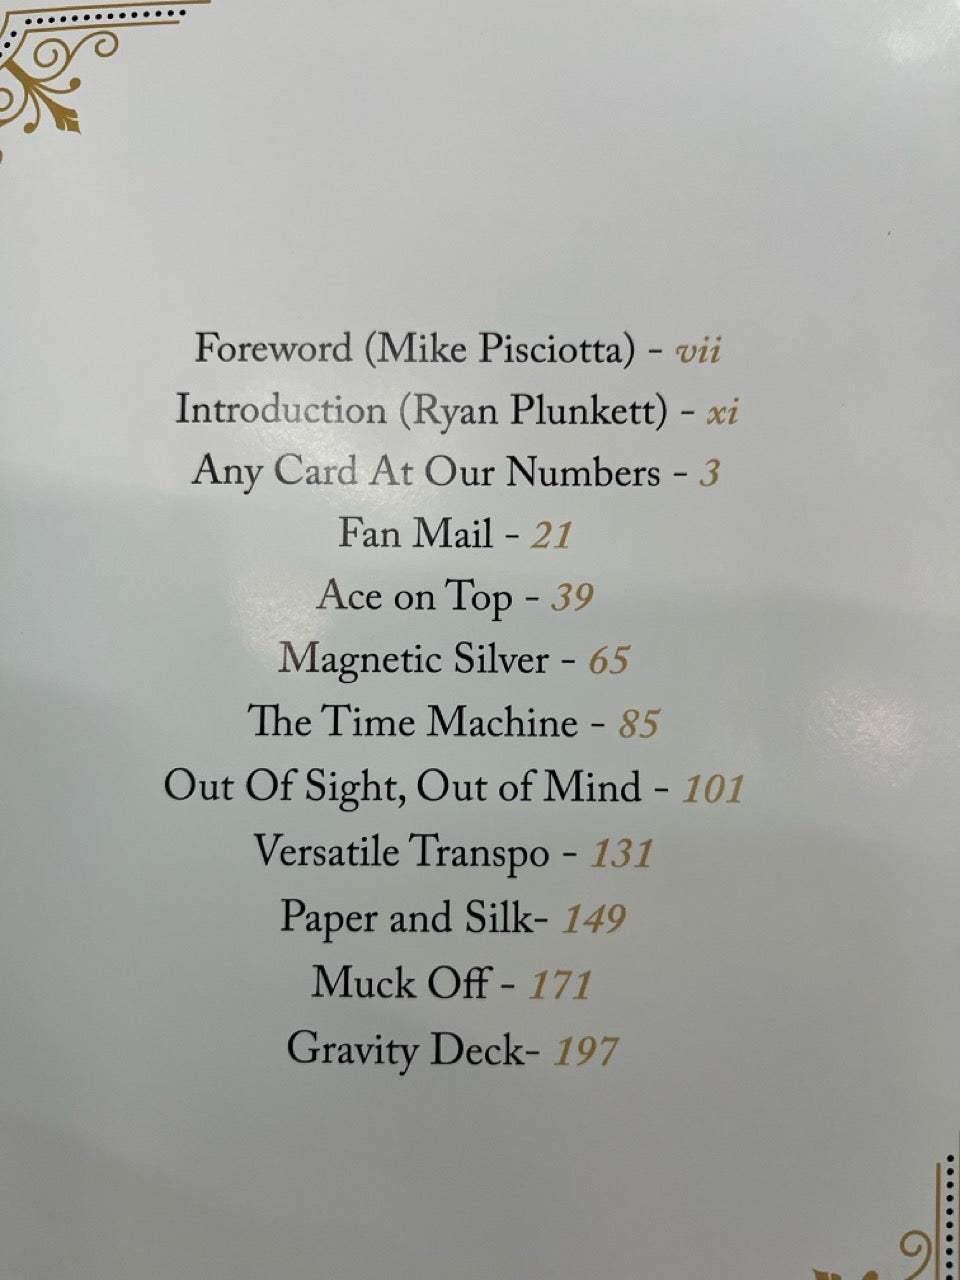 Foreword (Mike Pisciotta) - vii
Introduction (Ryan Plunkett) - xi
Any Card At Our Numbers - 3
Fan Mail - 21
Ace on Top - 39
Magnetic Silver - 65
The Time Machine - 85
Out Of Sight, Out of Mind - 101
Versatile Transpo - 131
Paper and Silk- 149
Muck Off - 171
Gravity Deck- 197